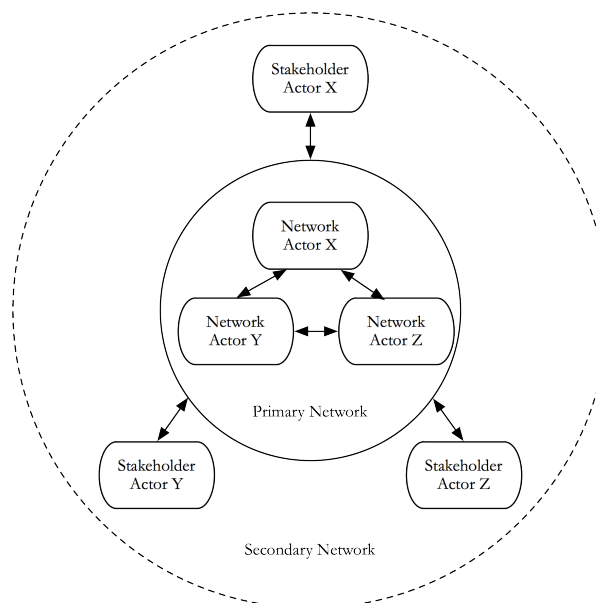 Stakeholder
Actor X
Network
Actor X
Network
Actor Y
Network
Actor Z
Primary Network
Stakeholder
Actor Y
Stakeholder
Actor Z
Secondary Network